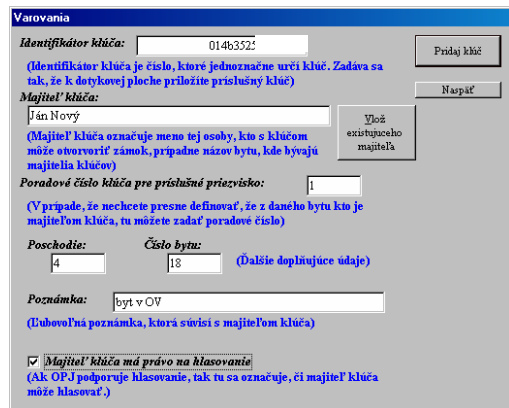 Varovania
Identifikátor kľúča: 014b3525
Pridaj kľúč
(Identifikátor kľúča je číslo, ktoré jednoznačne určí kľúč. Zadáva sa
tak, že k dotykovej ploche priložíte príslušný kľúč)
Naspäť
Majiteľ kľúča:
Ján Nový
Vlož
existujuceho
majiteľa
(Majiteľ kľúča označuje meno tej osoby, kto s kľúčom
môže otvorvoriť zámok, prípadne názov bytu, kde bývajú
majitelia kľúčov)
Poradové číslo kľúča pre príslušné priezvisko: 1
(V prípade, že nechcete presne definovať, že z daného bytu kto je
majiteľom kľúča, tu môžete zadať poradové číslo)
Poschodie: Číslo bytu:
4 18 (Ďalšie doplňujúce údaje)
Poznámka: byt v OV
(Ľubovoľná poznámka, ktorá súvisí s majiteľom kľúča)
Majiteľ kľúča má právo na hlasovanie
(Ak OPJ podporuje hlasovanie, tak tu sa označuje, či majiteľ kľúča
môže hlasovať.)